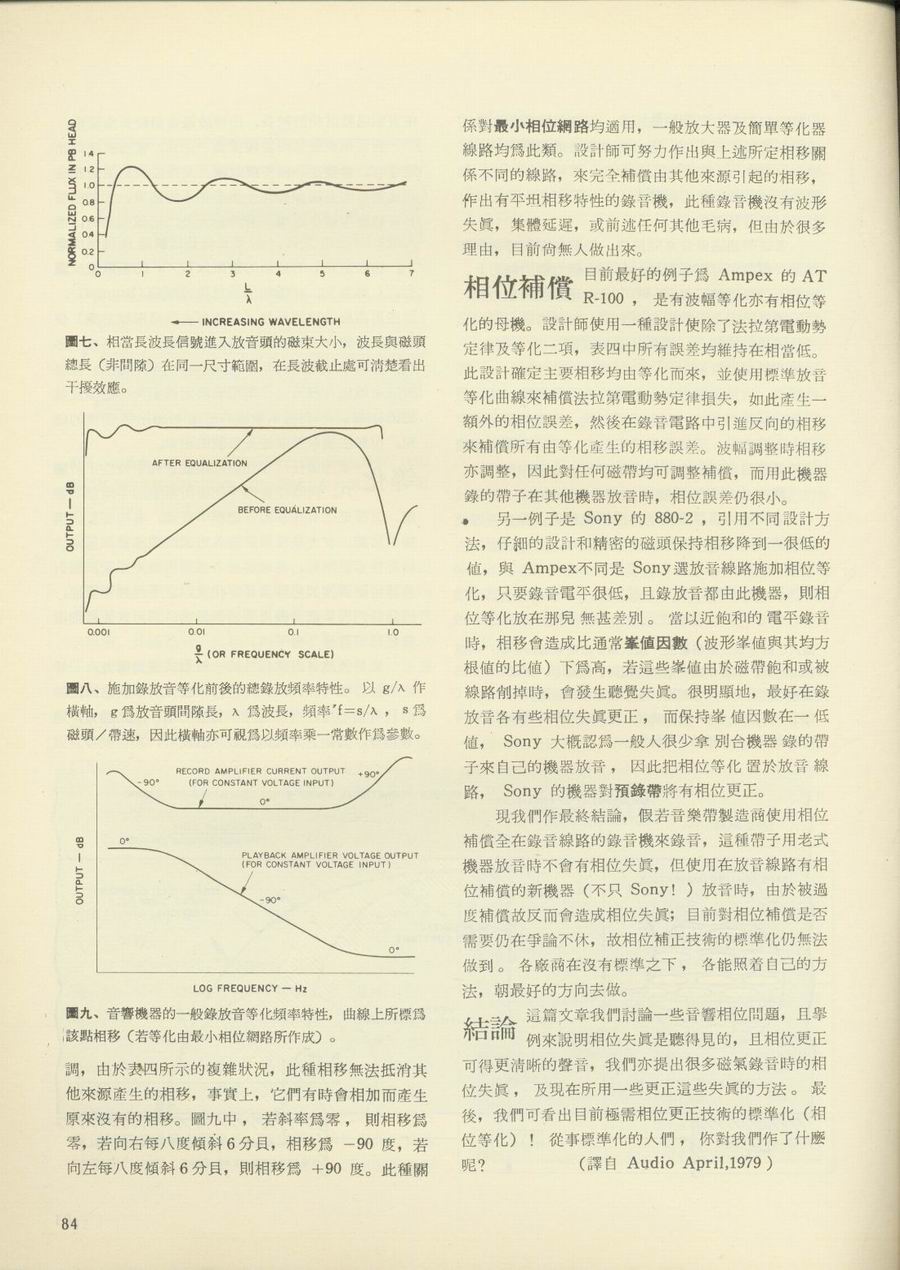 NORMALIZED FLUX IN PB HEAD
1.4
1.2
1.0
0.8
0.6
0.4
0.2
0
0 1 2 3 4 5 6 7
L
λ
← INCREASING WAVELENGTH
圖七、相當長波長信號進入放音頭的磁束大小，波長與磁頭
總長（非間隙）在同一尺寸範圍，在長波截止處可清楚看出
干擾效應。
OUTPUT — dB
AFTER EQUALIZATION
BEFORE EQUALIZATION
0.001 0.01 0.1 1.0
g
λ (OR FREQUENCY SCALE)
圖八、施加錄放音等化前後的總錄放頻率特性。 以 g/λ 作
橫軸，g爲放音頭間隙長，λ 爲波長，頻率f=s/λ ， s爲
磁頭／帶速，因此橫軸亦可視爲以頻率乘一常數作爲參數。
OUTPUT — dB
RECORD AMPLIFIER CURRENT OUTPUT
(FOR CONSTANT VOLTAGE INPUT)
-90° +90°
0°
0°
PLAYBACK AMPLIFIER VOLTAGE OUTPUT
(FOR CONSTANT VOLTAGE INPUT)
-90°
0°
LOG FREQUENCY — Hz
圖九、音響機器的一般錄放音等化頻率特性，曲線上所標爲
該點相移（若等化由最小相位網路所作成）。
調，由於表四所示的複雜狀況，此種相移無法抵消其
他來源產生的相移，事實上，它們有時會相加而產生
原來沒有的相移。圖九中， 若斜率爲零， 則相移爲
零，若向右每八度傾斜6分貝，相移爲 －90 度，若
向左每八度傾斜6分貝，則相移爲 ＋90 度。此種關
係對最小相位網路均適用，一般放大器及簡單等化器
線路均爲此類。設計師可努力作出與上述所定相移關
係不同的線路，來完全補償由其他來源引起的相移，
作出有平坦相移特性的錄音機，此種錄音機沒有波形
失眞，集體延遲，或前述任何其他毛病，但由於很多
理由，目前尙無人做出來。
相位補償 目前最好的例子爲 Ampex 的 AT
R-100 ， 是有波幅等化亦有相位等
化的母機。設計師使用一種設計使除了法拉第電動勢
定律及等化二項，表四中所有誤差均維持在相當低。
此設計確定主要相移均由等化而來，並使用標準放音
等化曲線來補償法拉第電動勢定律損失，如此產生一
額外的相位誤差，然後在錄音電路中引進反向的相移
來補償所有由等化產生的相移誤差。波幅調整時相移
亦調整，因此對任何磁帶均可調整補償，而用此機器
錄的帶子在其他機器放音時，相位誤差仍很小。
• 另一例子是 Sony 的 880-2 ，引用不同設計方
法，仔細的設計和精密的磁頭保持相移降到一很低的
値，與 Ampex不同是 Sony選放音線路施加相位等
化，只要錄音電平很低，且錄放音都由此機器，則相
位等化放在那兒 無甚差別 。 當以近飽和的 電平錄音
時，相移會造成比通常峯値因數（波形峯値與其均方
根値的比値）下爲高，若這些峯値由於磁帶飽和或被
線路削掉時，會發生聽覺失眞。很明顯地，最好在錄
放音各有些相位失眞更正 ， 而保持峯 値因數在一 低
値， Sony 大概認爲一般人很少拿 別台機器 錄的帶
子來自己的機器放音 ， 因此把相位等化 置於放音 線
路， Sony 的機器對預錄帶將有相位更正。
現我們作最終結論，假若音樂帶製造商使用相位
補償全在錄音線路的錄音機來錄音，這種帶子用老式
機器放音時不會有相位失眞，但使用在放音線路有相
位補償的新機器（不只 Sony! ）放音時，由於被過
度補償故反而會造成相位失眞；目前對相位補償是否
需要仍在爭論不休，故相位補正技術的標準化仍無法
做到 。 各廠商在沒有標準之下 ， 各能照着自己的方
法，朝最好的方向去做。
結論 這篇文章我們討論一些音響相位問題，且擧
例來說明相位失眞是聽得見的，且相位更正
可得更清晰的聲音，我們亦提出很多磁氣錄音時的相
位失眞 ， 及現在所用一些更正這些失眞的方法 。 最
後，我們可看出目前極需相位更正技術的標準化（相
位等化）！ 從事標準化的人們 ， 你對我們作了什麽
呢? （譯自 Audio April,1979 ）
84